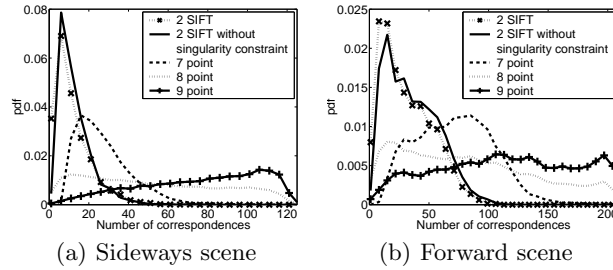 0.08
0.06
0.04
0.02
0
pdf
0 20 40 60 80 100 120
Number of correspondences
2 SIFT
2 SIFT without
singularity constraint
7 point
8 point
9 point
(a) Sideways scene
0.025
0.02
0.015
0.01
0.005
0
pdf
0 50 100 150 200
Number of correspondences
2 SIFT
2 SIFT without
singularity constraint
7 point
8 point
9 point
(b) Forward scene